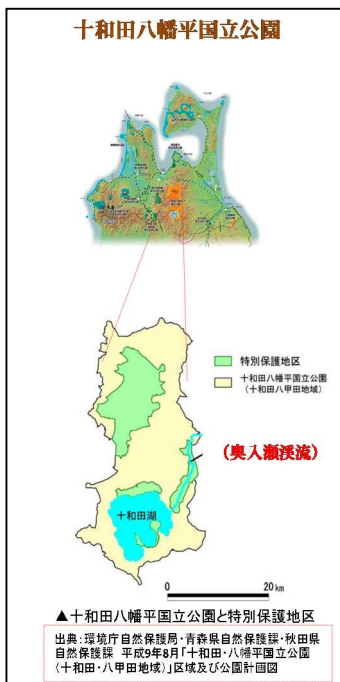 十和田八幡平国立公園
特別保護地区
十和田八幡平国立公園
(十和田八甲田地域)
(奥入瀬渓流)
十和田湖
0 20
km
▲十和田八幡平国立公園と特別保護地区
出典:環境庁自然保護局・青森県自然保護課・秋田県
自然保護課 平成9年8月「十和田・八幡平国立公園
(十和田・八甲田地域)」区域及び公園計画図